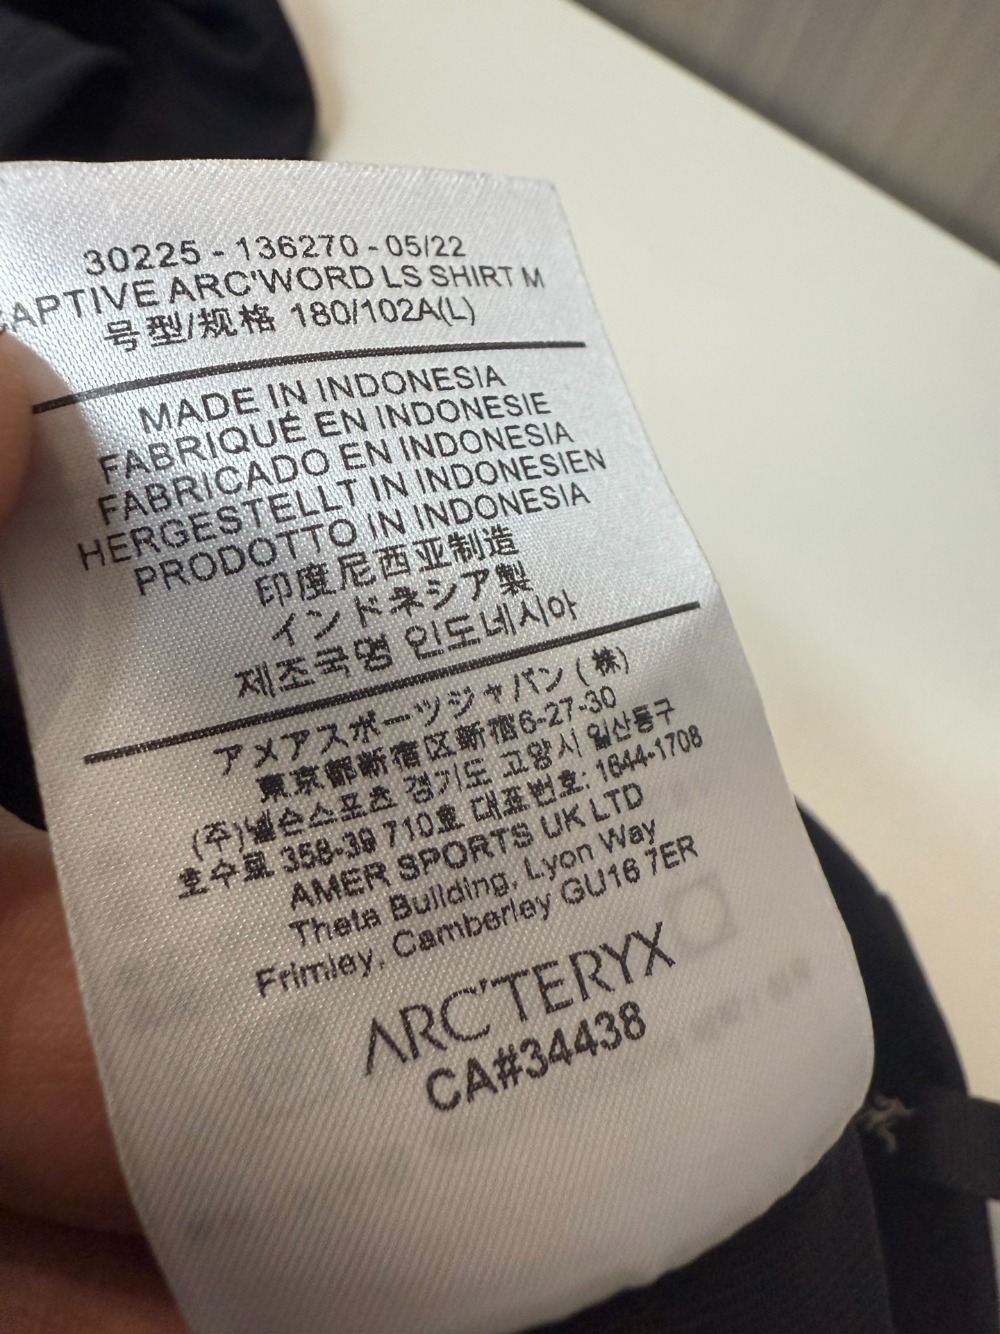 30225 - 136270 - 05/22
APTIVE ARC'WORD LS SHIRT M
号型/规格 180/102A(L)
MADE IN INDONESIA
FABRIQUÉ EN INDONESIE
FABRICADO EN INDONESIA
HERGESTELLT IN INDONESIEN
PRODOTTO IN INDONESIA
印度尼西亚制造
インドネシア製
제조국명 인도네시아
アメアスポーツジャパン (株)
東京都新宿区新宿6-27-30
(주)넬슨스포츠 경기도 고양시 일산동구
호수로 358-39 710호 대표번호: 1644-1708
AMER SPORTS UK LTD
Theta Building, Lyon Way
Frimley, Camberley GU16 7ER
ARC'TERYX
CA#34438